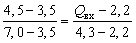 (4,5 − 3,5)/(7,0 − 3,5) = (Q_вх − 2,2)/(4,3 − 2,2)